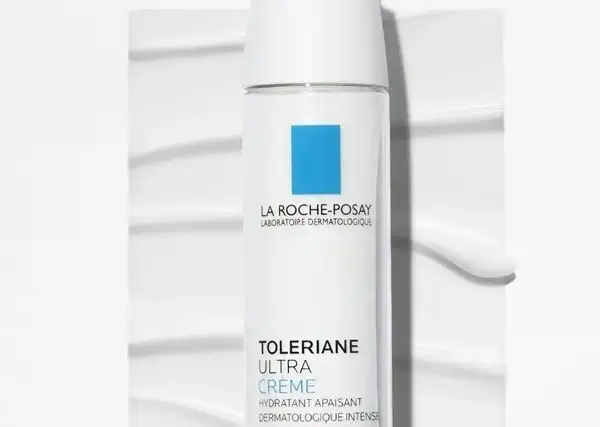 LA ROCHE-POSAY
LABORATOIRE DERMATOLOGIQUE
TOLERIANE
ULTRA
CRÈME
HYDRATANT APAISANT
DERMATOLOGIQUE INTENSE